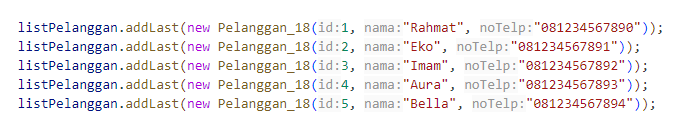 listPelanggan.addLast(new Pelanggan_18(id:1, nama:"Rahmat", noTelp:"081234567890"));
listPelanggan.addLast(new Pelanggan_18(id:2, nama:"Eko", noTelp:"081234567891"));
listPelanggan.addLast(new Pelanggan_18(id:3, nama:"Imam", noTelp:"081234567892"));
listPelanggan.addLast(new Pelanggan_18(id:4, nama:"Aura", noTelp:"081234567893"));
listPelanggan.addLast(new Pelanggan_18(id:5, nama:"Bella", noTelp:"081234567894"));